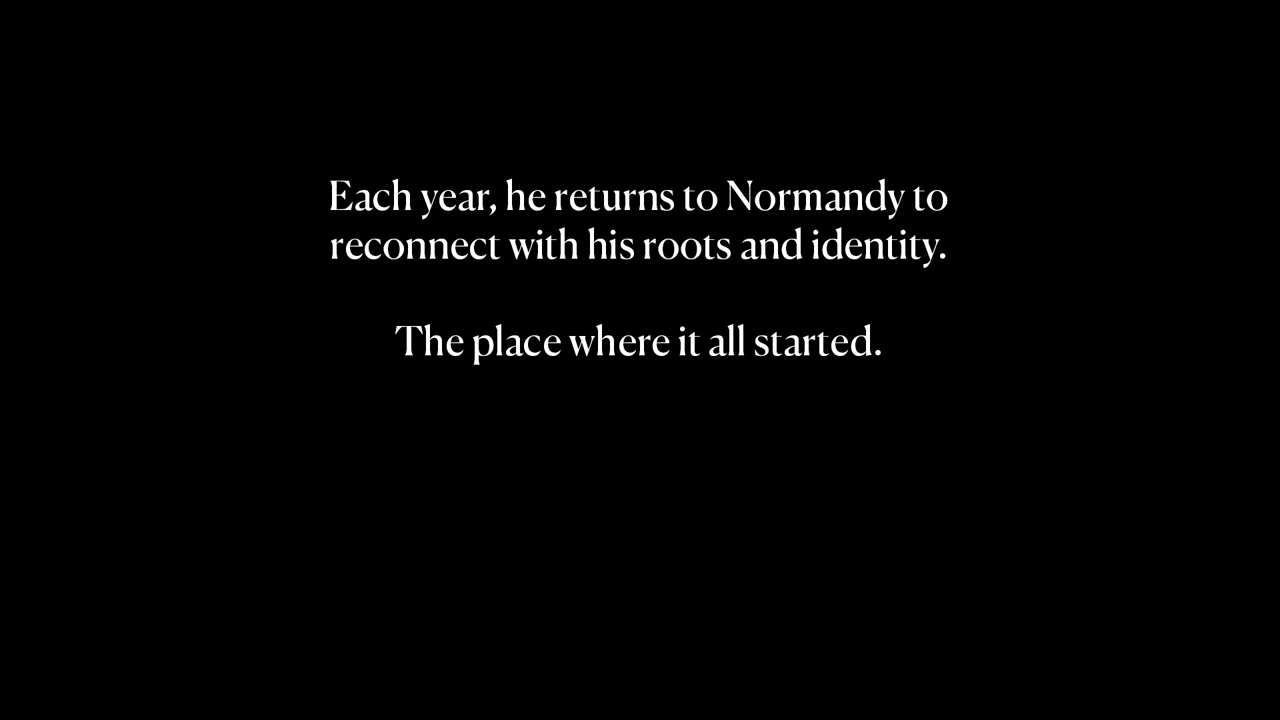 Each year, he returns to Normandy to
reconnect with his roots and identity.
The place where it all started.